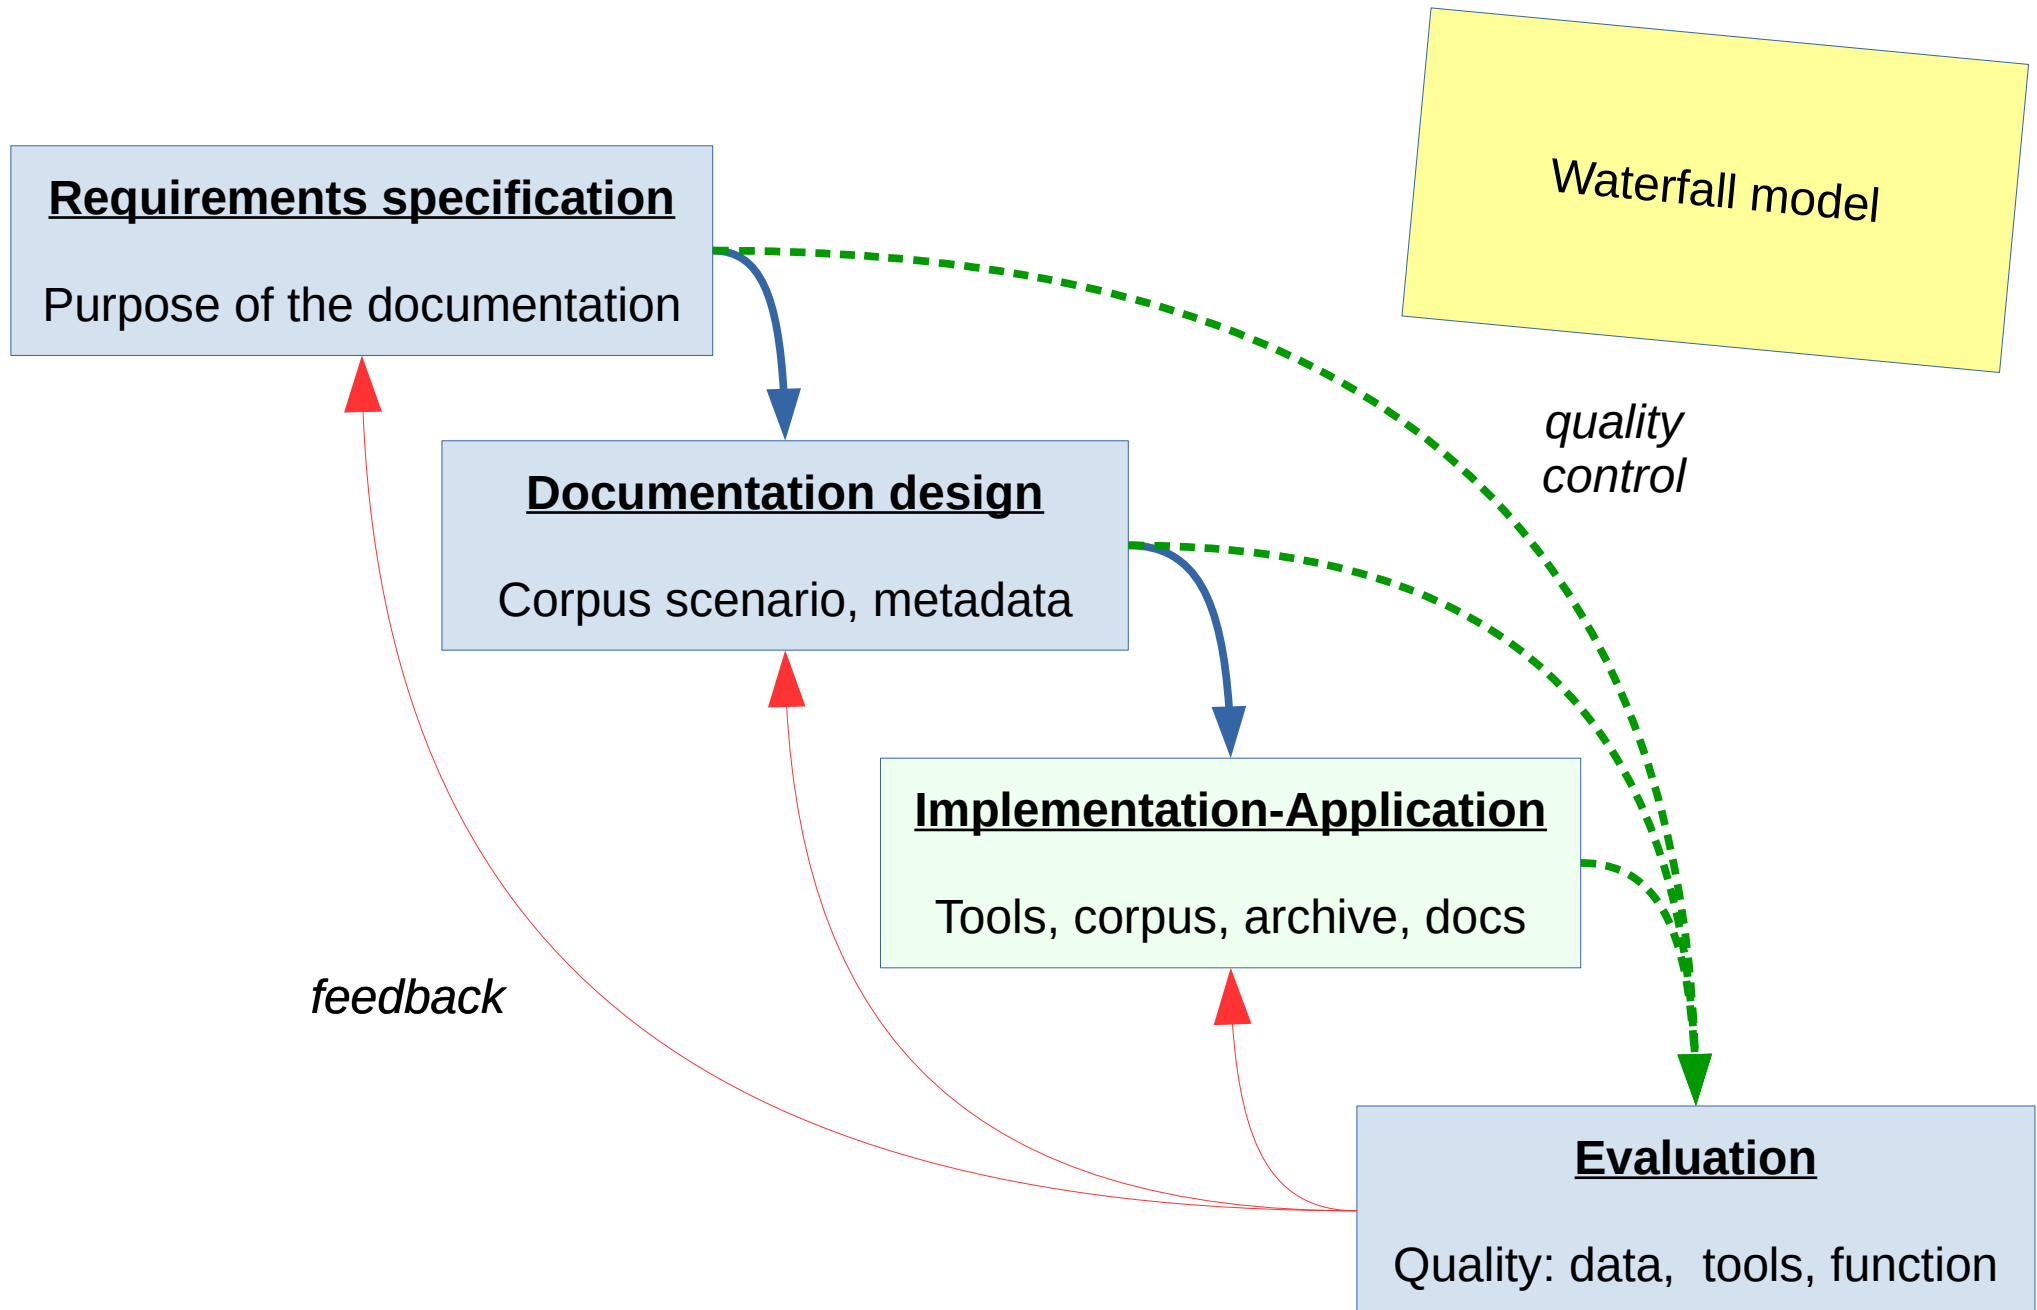 Waterfall model
Requirements specification
Purpose of the documentation
quality
control
Documentation design
Corpus scenario, metadata
Implementation-Application
Tools, corpus, archive, docs
feedback
Evaluation
Quality: data,  tools, function